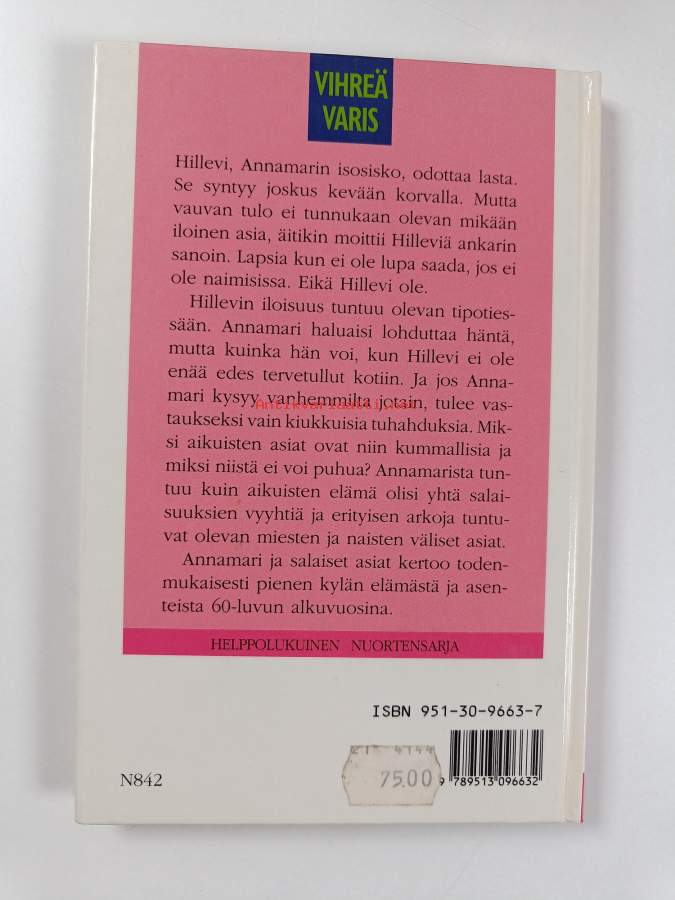 VIHREÄ
VARIS
Hillevi, Annamarin isosisko, odottaa lasta.
Se syntyy joskus kevään korvalla. Mutta
vauvan tulo ei tunnukaan olevan mikään
iloinen asia, äitikin moittii Hilleviä ankarin
sanoin. Lapsia kun ei ole lupa saada, jos ei
ole naimisissa. Eikä Hillevi ole.
Hillevin iloisuus tuntuu olevan tipoties-
sään. Annamari haluaisi lohduttaa häntä,
mutta kuinka hän voi, kun Hillevi ei ole
enää edes tervetullut kotiin. Ja jos Anna-
mari kysyy vanhemmilta jotain, tulee vas-
Antikvariaatti.net
taukseksi vain kiukkuisia tuhahduksia. Mik-
si aikuisten asiat ovat niin kummallisia ja
miksi niistä ei voi puhua? Annamarista tun-
tuu kuin aikuisten elämä olisi yhtä salai-
suuksien vyyhtiä ja erityisen arkoja tuntu-
vat olevan miesten ja naisten väliset asiat.
Annamari ja salaiset asiat kertoo toden-
mukaisesti pienen kylän elämästä ja asen-
teista 60-luvun alkuvuosina.
HELPPOLUKUINEN NUORTENSARJA
ISBN 951-30-9663-7
75.00
9 789513 096632
N842